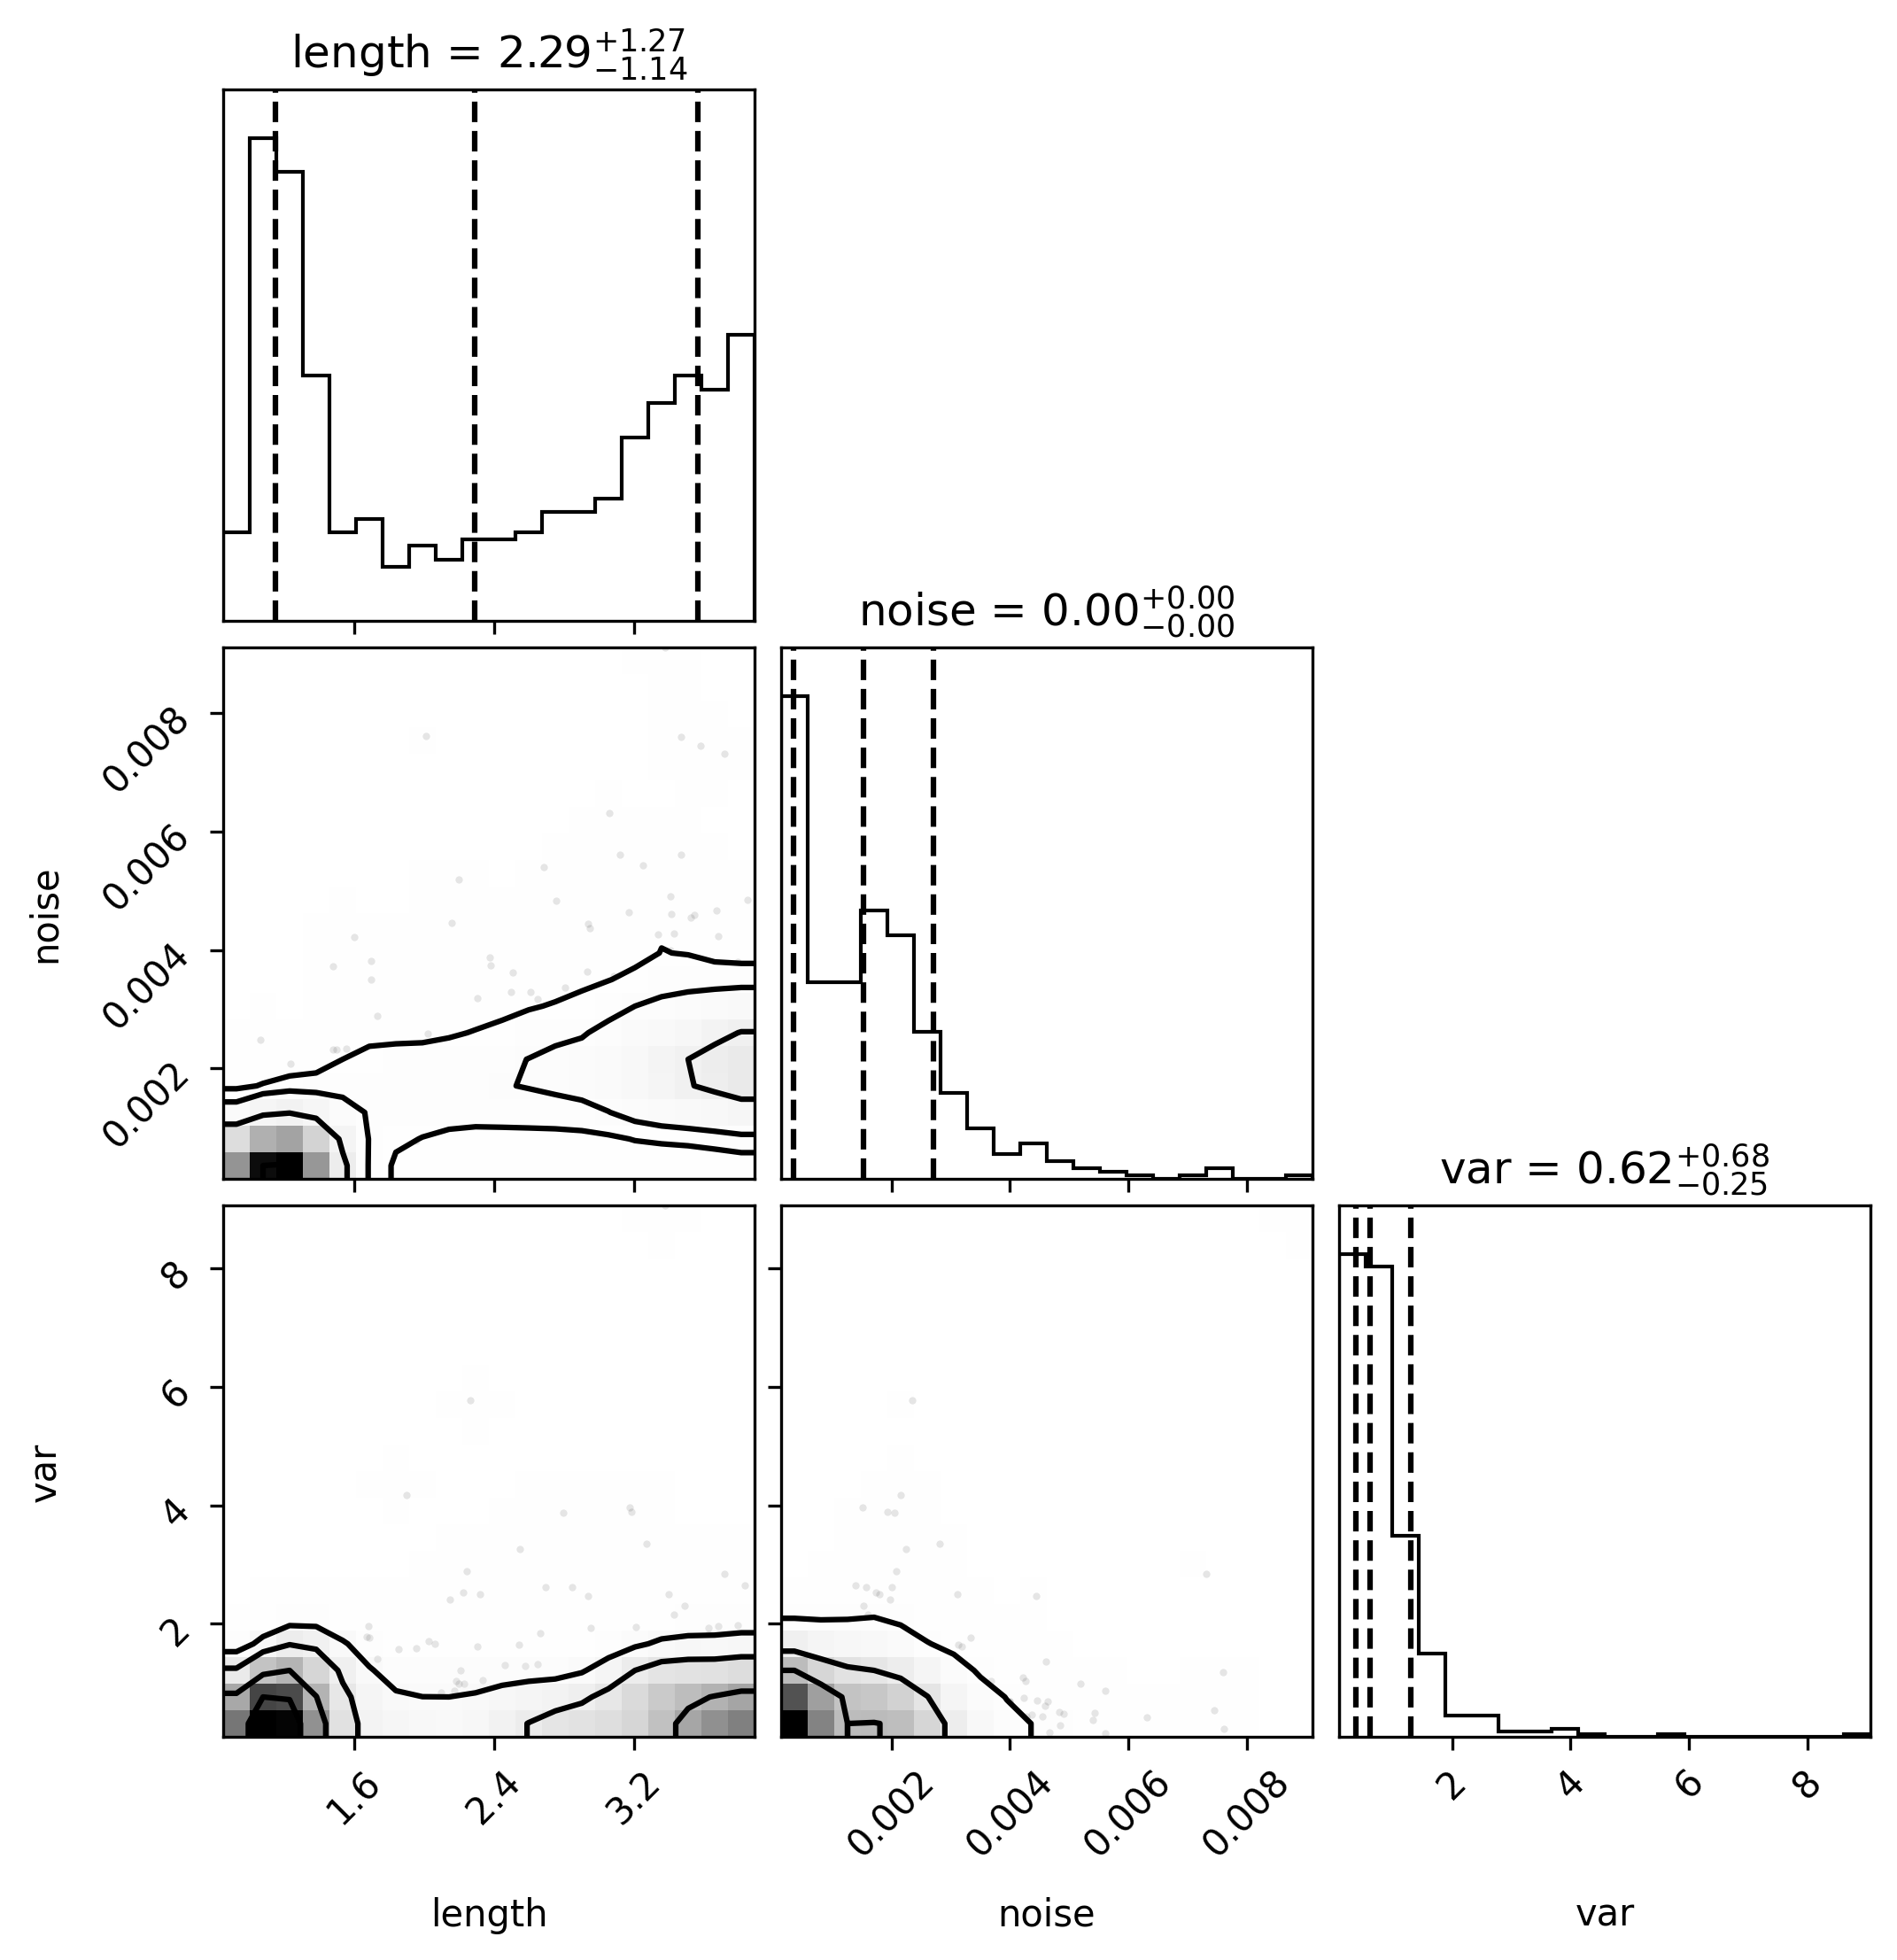 length = 2.29 +1.27 −1.14
noise = 0.00 +0.00 −0.00
0.008
0.006
0.004
0.002
noise
var = 0.62 +0.68 −0.25
8
6
4
2
var
1.6 2.4 3.2 0.002 0.004 0.006 0.008 2 4 6 8
length noise var